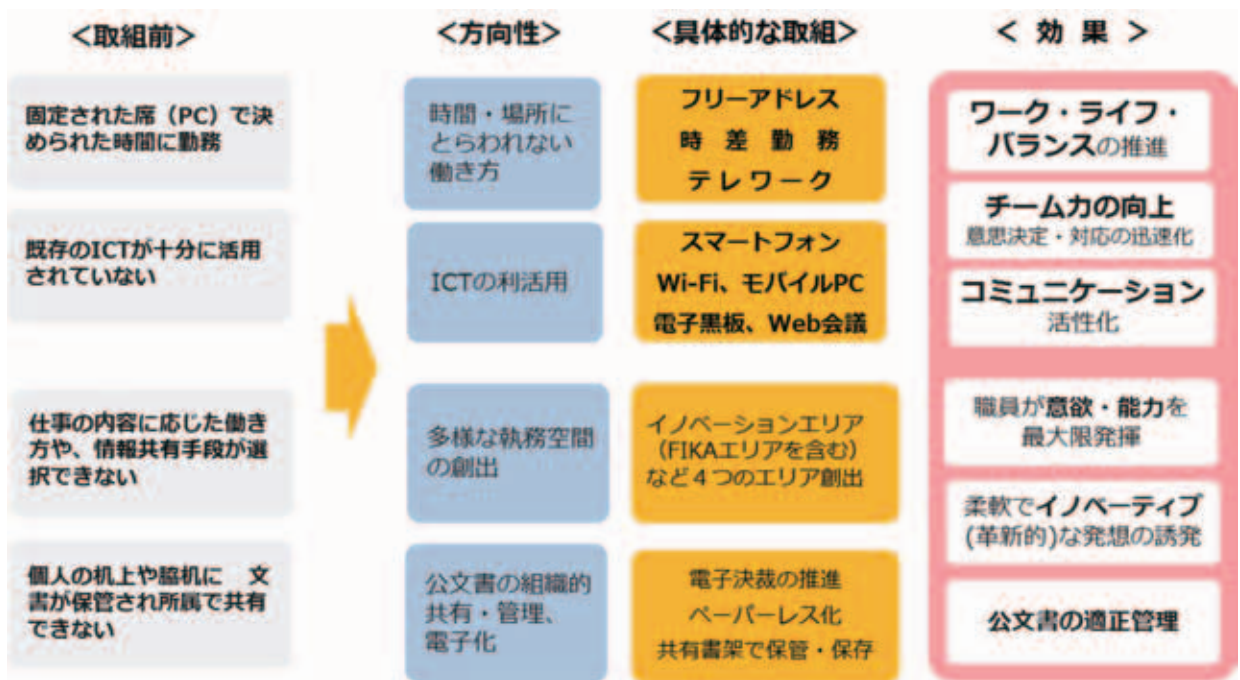 <取組前>
<方向性>
<具体的な取組>
< 効 果 >
固定された席（PC）で決
められた時間に勤務
時間・場所に
とらわれない
働き方
フリーアドレス
時 差 勤 務
テ レ ワ ー ク
ワーク・ライフ・
バランスの推進
既存のICTが十分に活用
されていない
ICTの利活用
スマートフォン
Wi-Fi、モバイルPC
電子黒板、Web会議
チーム力の向上
意思決定・対応の迅速化
コミュニケーション
活性化
仕事の内容に応じた働き
方や、情報共有手段が選
択できない
多様な執務空間
の創出
イノベーションエリア
（FIKAエリアを含む）
など４つのエリア創出
職員が意欲・能力を
最大限発揮
柔軟でイノベーティブ
(革新的)な発想の誘発
個人の机上や脇机に　文
書が保管され所属で共有
できない
公文書の組織的
共有・管理、
電子化
電子決裁の推進
ペーパーレス化
共有書架で保管・保存
公文書の適正管理